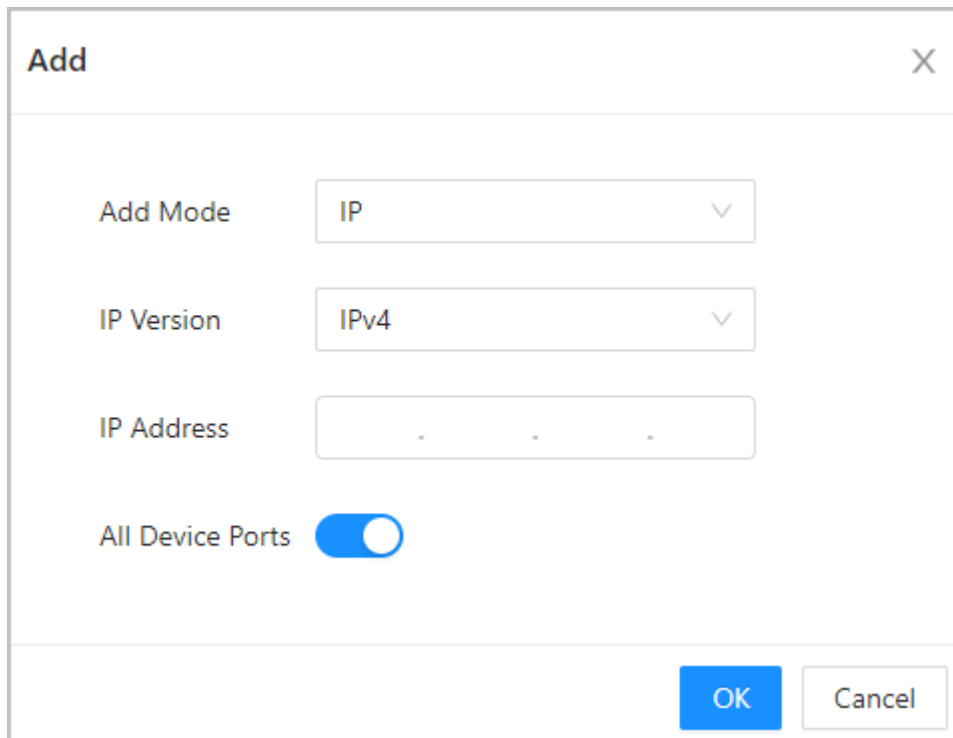 Add X
Add Mode IP
IP Version IPv4
IP Address . . .
All Device Ports
OK Cancel